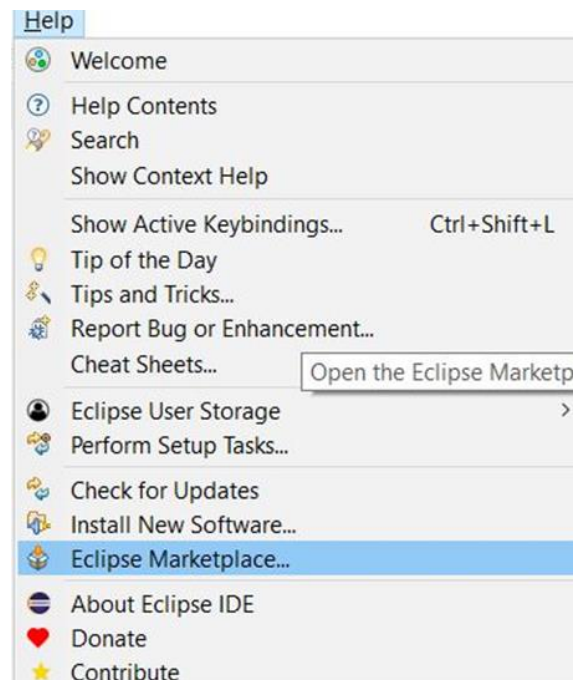 Help
Welcome
Help Contents
Search
Show Context Help
Show Active Keybindings... Ctrl+Shift+L
Tip of the Day
Tips and Tricks...
Report Bug or Enhancement...
Cheat Sheets...
Open the Eclipse Marketp
Eclipse User Storage
Perform Setup Tasks...
Check for Updates
Install New Software...
Eclipse Marketplace...
About Eclipse IDE
Donate
Contribute